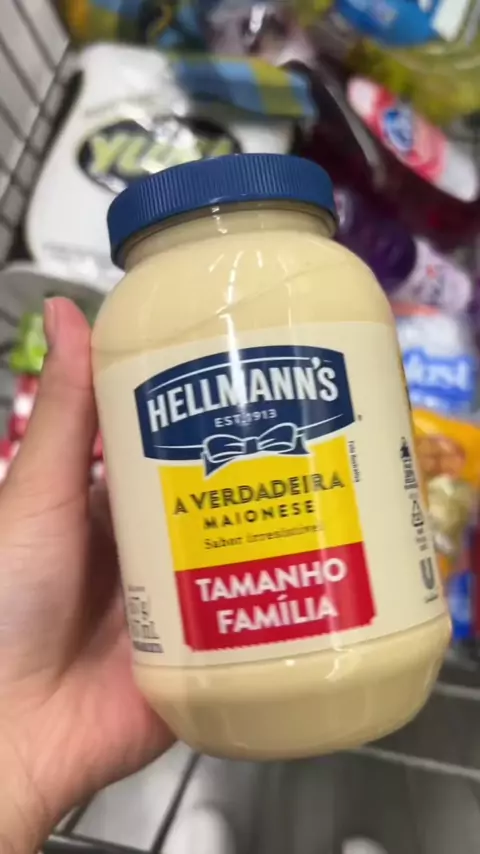 HELLMANN'S
EST. 1913
A VERDADEIRA
MAIONESE
Sabor irresistível
TAMANHO
FAMÍLIA